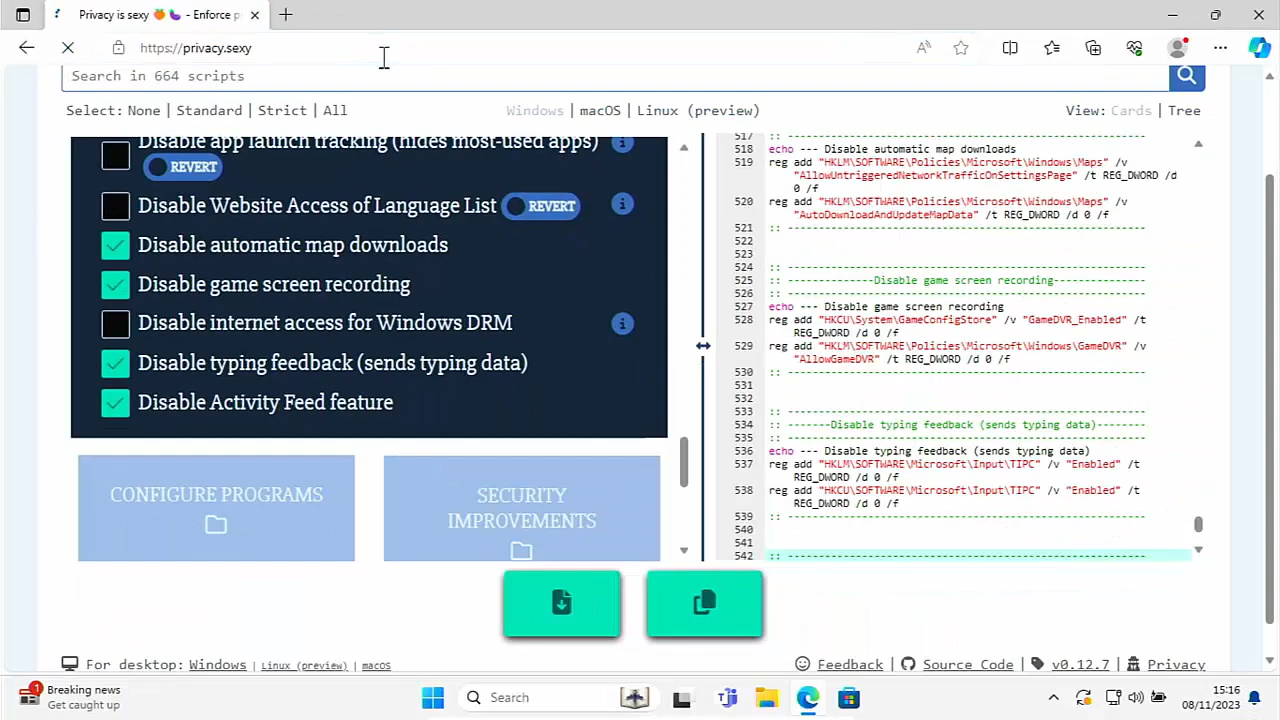 Privacy is sexy 🍑🍆 - Enforce p
https://privacy.sexy
Search in 664 scripts
Select: None | Standard | Strict | All
Windows | macOS | Linux (preview)
View: Cards | Tree
Disable app launch tracking (hides most-used apps)
REVERT
Disable Website Access of Language List REVERT
Disable automatic map downloads
Disable game screen recording
Disable internet access for Windows DRM
Disable typing feedback (sends typing data)
Disable Activity Feed feature
CONFIGURE PROGRAMS
SECURITY
IMPROVEMENTS
517 :: ----------------------------------------------------------------------
518 echo --- Disable automatic map downloads
519 reg add "HKLM\SOFTWARE\Policies\Microsoft\Windows\Maps" /v
"AllowUntriggeredNetworkTrafficOnSettingsPage" /t REG_DWORD /d
0 /f
520 reg add "HKLM\SOFTWARE\Policies\Microsoft\Windows\Maps" /v
"AutoDownloadAndUpdateMapData" /t REG_DWORD /d 0 /f
521 :: ----------------------------------------------------------------------
522
523
524 :: ----------------------------------------------------------------------
525 :: --------------Disable game screen recording---------------
526 :: ----------------------------------------------------------------------
527 echo --- Disable game screen recording
528 reg add "HKCU\System\GameConfigStore" /v "GameDVR_Enabled" /t
REG_DWORD /d 0 /f
529 reg add "HKLM\SOFTWARE\Policies\Microsoft\Windows\GameDVR" /v
"AllowGameDVR" /t REG_DWORD /d 0 /f
530 :: ----------------------------------------------------------------------
531
532
533 :: ----------------------------------------------------------------------
534 :: -------Disable typing feedback (sends typing data)--------
535 :: ----------------------------------------------------------------------
536 echo --- Disable typing feedback (sends typing data)
537 reg add "HKLM\SOFTWARE\Microsoft\Input\TIPC" /v "Enabled" /t
REG_DWORD /d 0 /f
538 reg add "HKCU\SOFTWARE\Microsoft\Input\TIPC" /v "Enabled" /t
REG_DWORD /d 0 /f
539 :: ----------------------------------------------------------------------
540
541
542 :: ----------------------------------------------------------------------
For desktop: Windows | Linux (preview) | macOS
Feedback | Source Code | v0.12.7 | Privacy
1
Breaking news
Get caught up
Search
15:16
08/11/2023